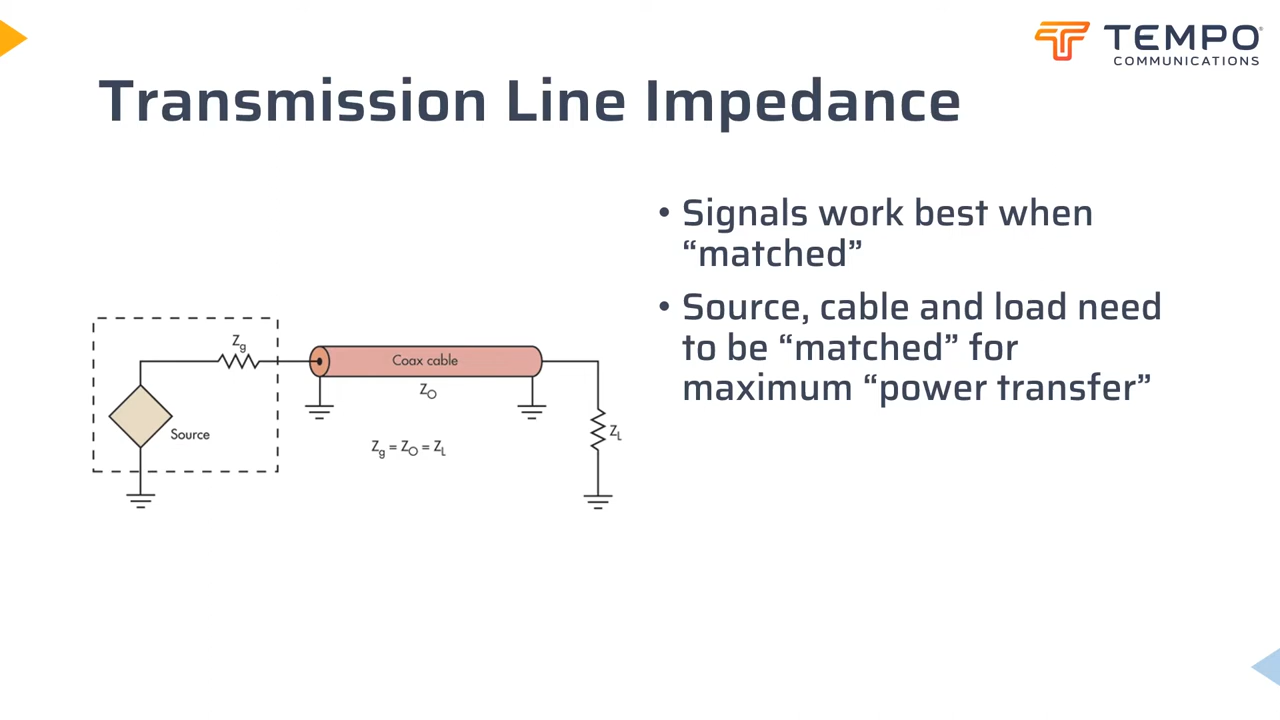 TEMPO
COMMUNICATIONS
Transmission Line Impedance
• Signals work best when
“matched”
• Source, cable and load need
to be “matched” for
maximum “power transfer”
Zg
Coax cable
ZO
Source
Zg = ZO = ZL
ZL